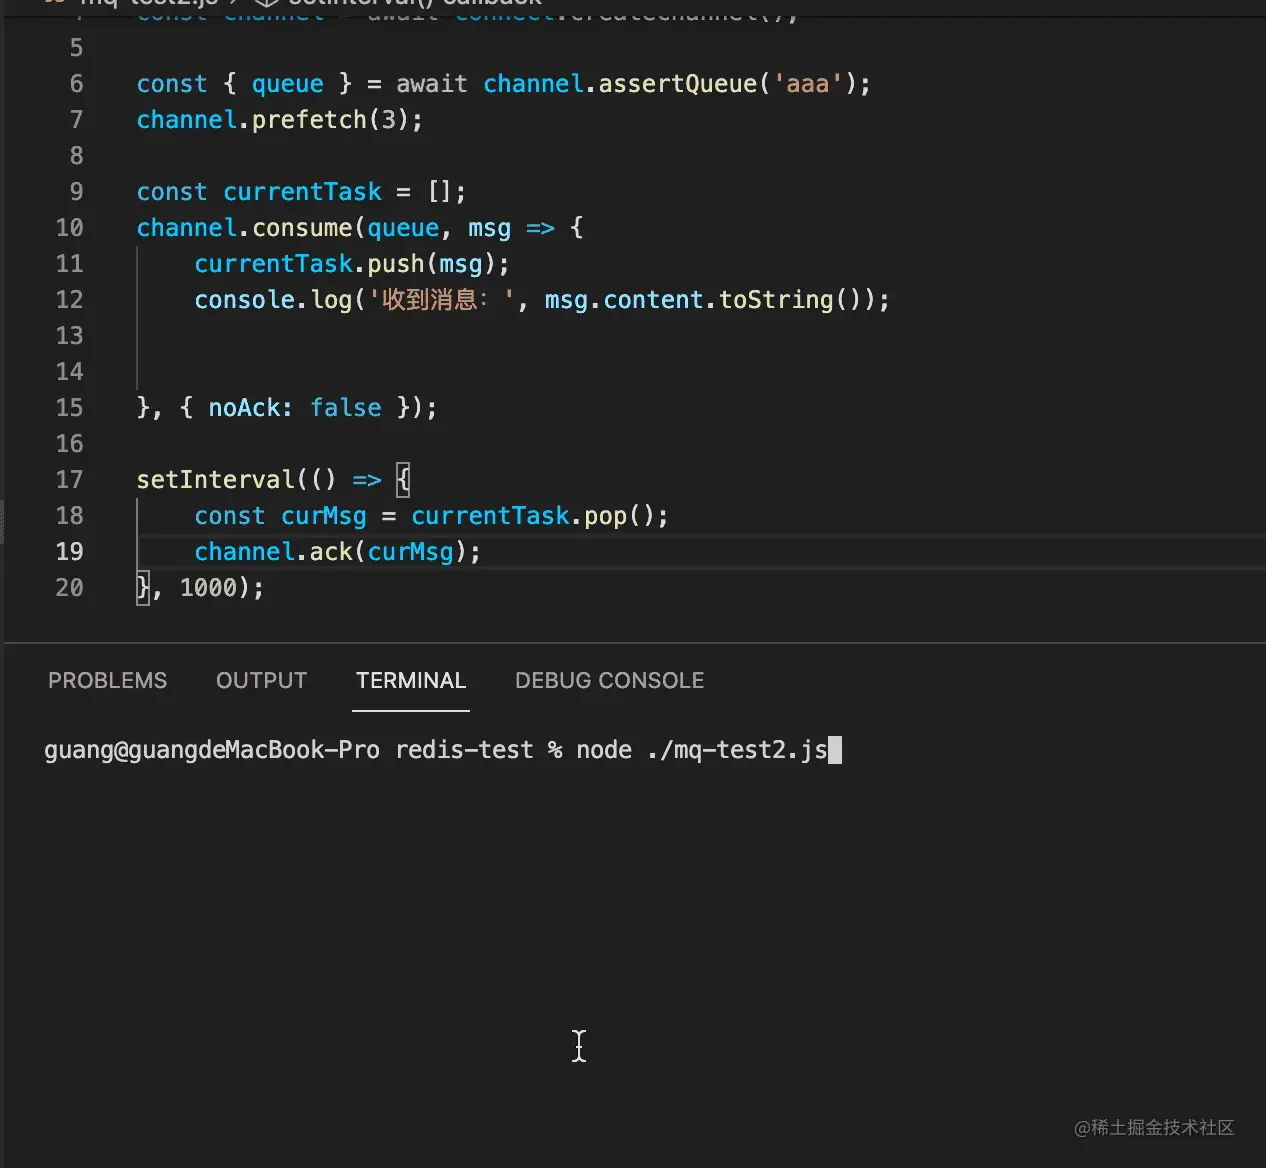 mq-test2.js > setInterval() callback
4 const channel = await connect.createChannel();
5
6 const { queue } = await channel.assertQueue('aaa');
7 channel.prefetch(3);
8
9 const currentTask = [];
10 channel.consume(queue, msg => {
11 currentTask.push(msg);
12 console.log('收到消息：', msg.content.toString());
13
14
15 }, { noAck: false });
16
17 setInterval(() => {
18 const curMsg = currentTask.pop();
19 channel.ack(curMsg);
20 }, 1000);
PROBLEMS OUTPUT TERMINAL DEBUG CONSOLE
guang@guangdeMacBook-Pro redis-test % node ./mq-test2.js
@稀土掘金技术社区